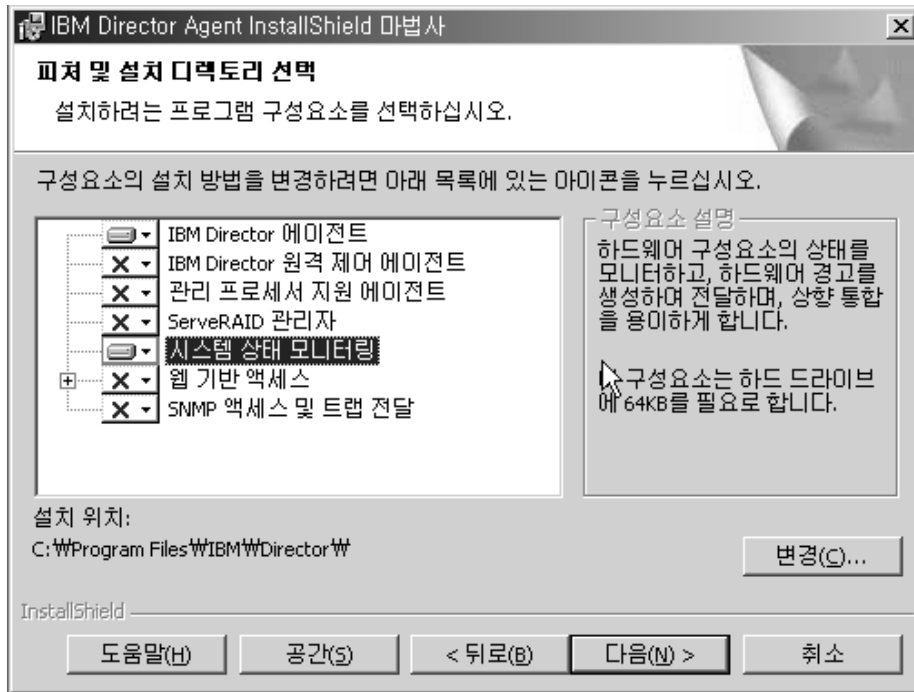 IBM Director Agent InstallShield 마법사
피처 및 설치 디렉토리 선택
설치하려는 프로그램 구성요소를 선택하십시오.
구성요소의 설치 방법을 변경하려면 아래 목록에 있는 아이콘을 누르십시오.
IBM Director 에이전트
IBM Director 원격 제어 에이전트
관리 프로세서 지원 에이전트
ServeRAID 관리자
시스템 상태 모니터링
웹 기반 액세스
SNMP 액세스 및 트랩 전달
구성요소 설명
하드웨어 구성요소의 상태를
모니터하고, 하드웨어 경고를
생성하여 전달하며, 상향 통합
을 용이하게 합니다.
구성요소는 하드 드라이브
에 64KB를 필요로 합니다.
설치 위치:
C:₩Program Files₩IBM₩Director₩
변경(C)...
InstallShield
도움말(H)
공간(S)
< 뒤로(B)
다음(N) >
취소